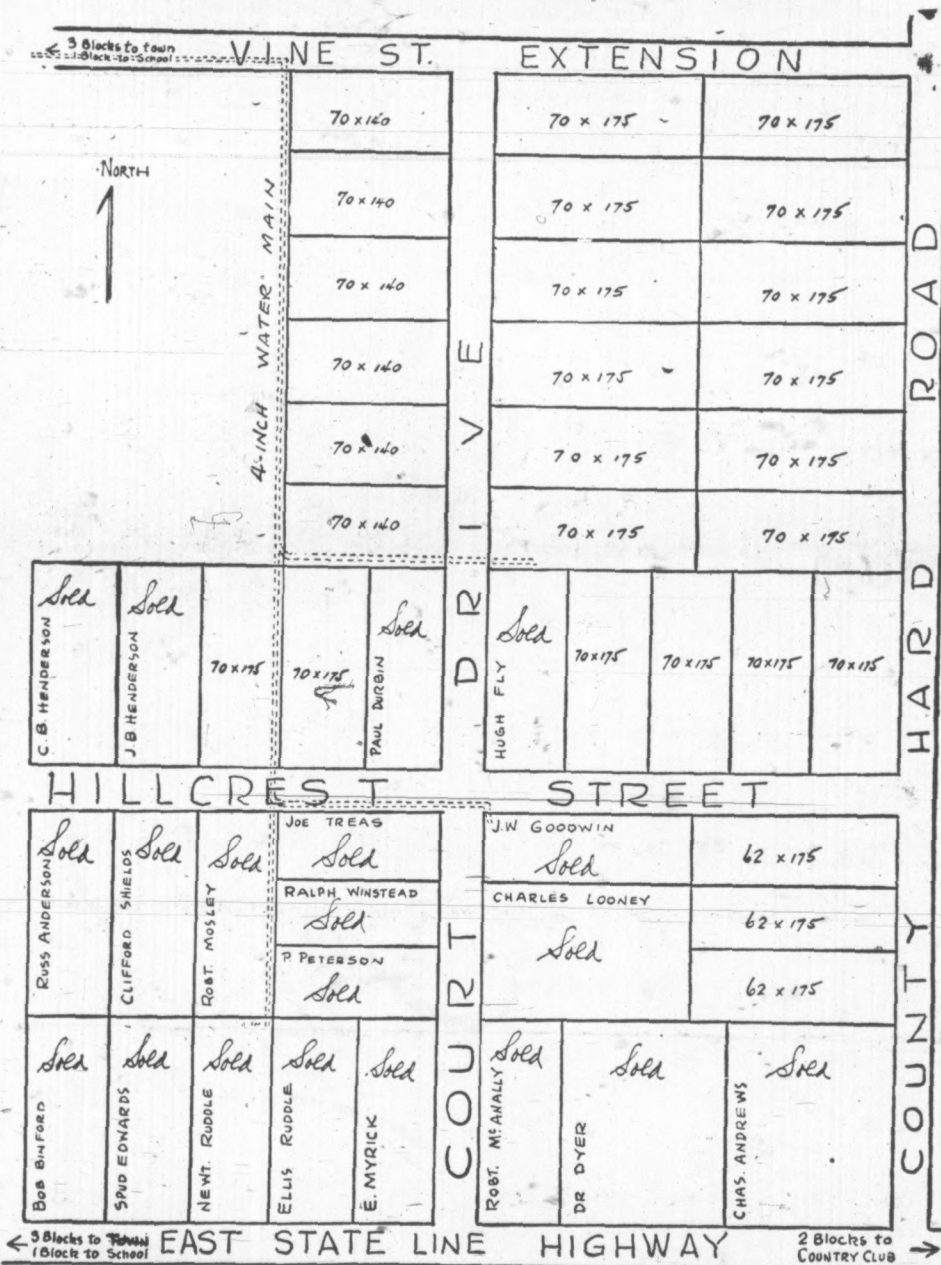 ← 3 Blocks to town
1 Block to School
VINE ST. EXTENSION
NORTH
4-INCH WATER MAIN
70 x 140
70 x 175
70 x 175
70 x 140
70 x 175
70 x 175
70 x 140
70 x 175
70 x 175
70 x 140
70 x 175
70 x 175
70 x 140
70 x 175
70 x 175
70 x 140
70 x 175
70 x 175
COURT DRIVE
COUNTY HARD ROAD
Sold
C.B. HENDERSON
Sold
J.B. HENDERSON
70 x 175
70 x 175
Sold
PAUL DURBIN
Sold
HUGH FLY
70 x 175
70 x 175
70 x 175
70 x 175
HILLCREST STREET
Sold
RUSS ANDERSON
Sold
CLIFFORD SHIELDS
Sold
ROBT. MOSLEY
JOE TREAS
Sold
RALPH WINSTEAD
Sold
P. PETERSON
Sold
J.W GOODWIN
Sold
CHARLES LOONEY
Sold
62 x 175
62 x 175
62 x 175
Sold
BOB BINFORD
Sold
SPUD EDWARDS
Sold
NEWT. RUDDLE
Sold
ELLIS RUDDLE
Sold
E. MYRICK
Sold
ROBT. McANALLY
Sold
DR DYER
Sold
CHAS. ANDREWS
← 3 Blocks to Town
1 Block to School
EAST STATE LINE HIGHWAY
2 Blocks to
COUNTRY CLUB →